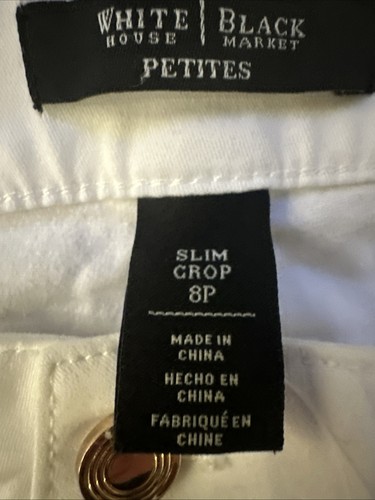 WHITE | BLACK
HOUSE | MARKET
PETITES
SLIM
CROP
8P
MADE IN
CHINA
HECHO EN
CHINA
FABRIQUÉ EN
CHINE